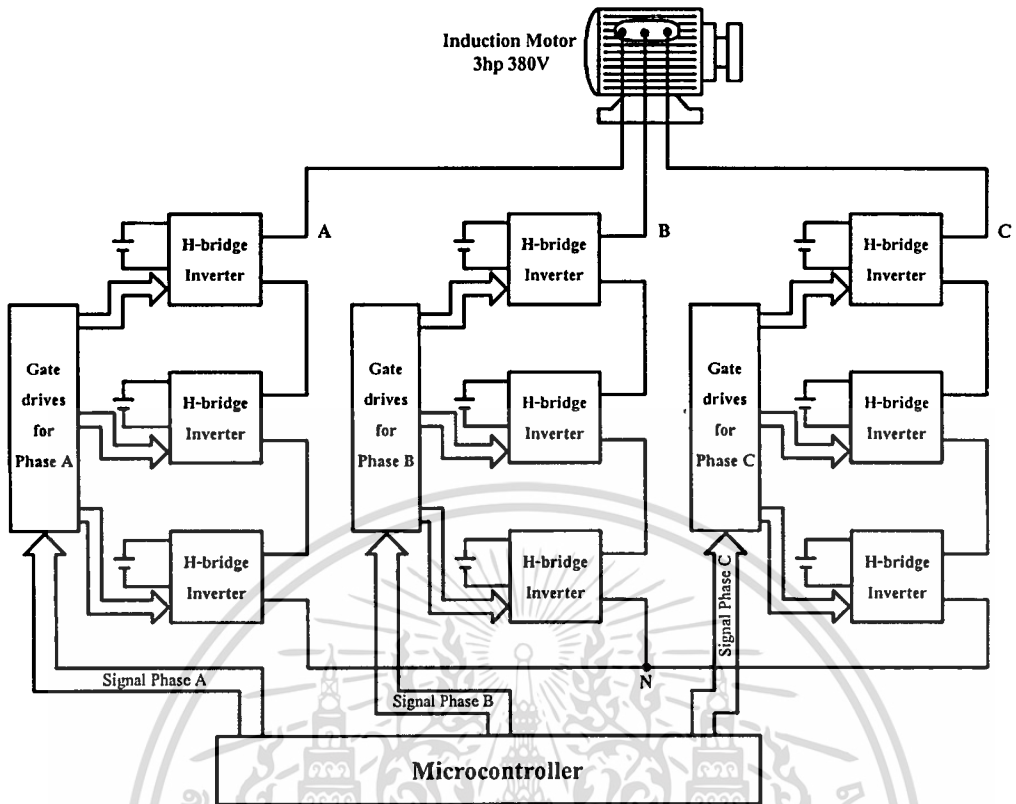 Induction Motor
3hp 380V
A
B
C
H-bridge
Inverter
H-bridge
Inverter
H-bridge
Inverter
Gate
drives
for
Phase A
Gate
drives
for
Phase B
Gate
drives
for
Phase C
H-bridge
Inverter
H-bridge
Inverter
H-bridge
Inverter
H-bridge
Inverter
H-bridge
Inverter
H-bridge
Inverter
Signal Phase A
Signal Phase B
Signal Phase C
N
Microcontroller